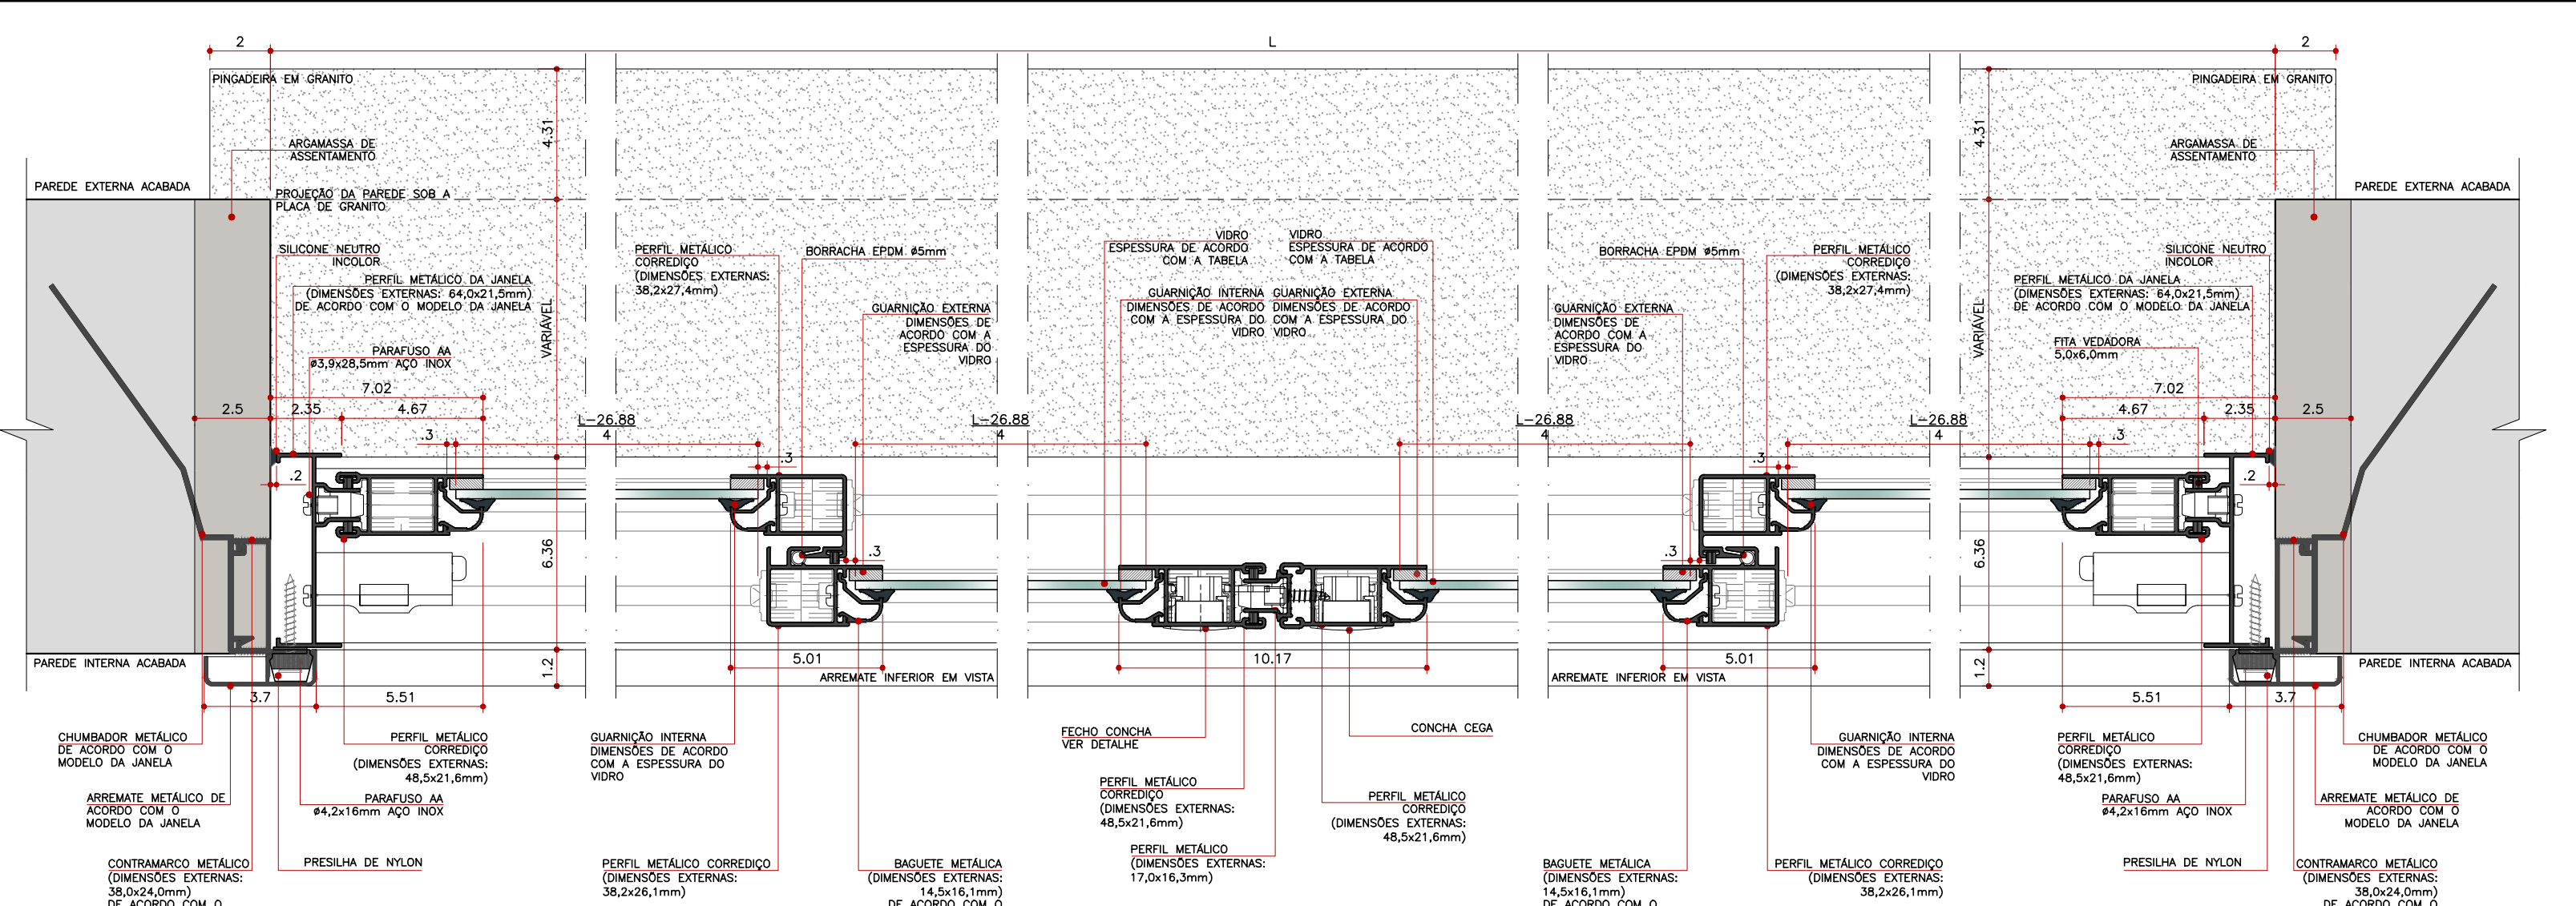 2
L
2
PINGADEIRA EM GRANITO
PINGADEIRA EM GRANITO
4.31
4.31
ARGAMASSA DE
ASSENTAMENTO
ARGAMASSA DE
ASSENTAMENTO
PAREDE EXTERNA ACABADA
PAREDE EXTERNA ACABADA
PROJEÇÃO DA PAREDE SOB A
PLACA DE GRANITO
SILICONE NEUTRO
INCOLOR
PERFIL METÁLICO DA JANELA
(DIMENSÕES EXTERNAS: 64,0x21,5mm)
DE ACORDO COM O MODELO DA JANELA
PARAFUSO AA
ø3,9x28,5mm AÇO INOX
VARIÁVEL
PERFIL METÁLICO
CORREDIÇO
(DIMENSÕES EXTERNAS:
38,2x27,4mm)
BORRACHA EPDM ø5mm
GUARNIÇÃO EXTERNA
DIMENSÕES DE
ACORDO COM A
ESPESSURA DO
VIDRO
VIDRO
ESPESSURA DE ACORDO
COM A TABELA
VIDRO
ESPESSURA DE ACORDO
COM A TABELA
GUARNIÇÃO INTERNA
DIMENSÕES DE ACORDO
COM A ESPESSURA DO
VIDRO
GUARNIÇÃO EXTERNA
DIMENSÕES DE ACORDO
COM A ESPESSURA DO
VIDRO
BORRACHA EPDM ø5mm
PERFIL METÁLICO
CORREDIÇO
(DIMENSÕES EXTERNAS:
38,2x27,4mm)
GUARNIÇÃO EXTERNA
DIMENSÕES DE
ACORDO COM A
ESPESSURA DO
VIDRO
SILICONE NEUTRO
INCOLOR
PERFIL METÁLICO DA JANELA
(DIMENSÕES EXTERNAS: 64,0x21,5mm)
DE ACORDO COM O MODELO DA JANELA
VARIÁVEL
FITA VEDADORA
5,0x6,0mm
7.02
2.5
2.35
4.67
7.02
4.67
2.35
2.5
.3
L-26.88
4
L-26.88
4
L-26.88
4
L-26.88
4
.3
.2
.3
.3
.2
6.36
.3
.3
6.36
PAREDE INTERNA ACABADA
1.2
5.01
10.17
5.01
1.2
PAREDE INTERNA ACABADA
ARREMATE INFERIOR EM VISTA
ARREMATE INFERIOR EM VISTA
3.7
5.51
5.51
3.7
CHUMBADOR METÁLICO
DE ACORDO COM O
MODELO DA JANELA
PERFIL METÁLICO
CORREDIÇO
(DIMENSÕES EXTERNAS:
48,5x21,6mm)
GUARNIÇÃO INTERNA
DIMENSÕES DE ACORDO
COM A ESPESSURA DO
VIDRO
FECHO CONCHA
VER DETALHE
CONCHA CEGA
GUARNIÇÃO INTERNA
DIMENSÕES DE ACORDO
COM A ESPESSURA DO
VIDRO
PERFIL METÁLICO
CORREDIÇO
(DIMENSÕES EXTERNAS:
48,5x21,6mm)
CHUMBADOR METÁLICO
DE ACORDO COM O
MODELO DA JANELA
ARREMATE METÁLICO DE
ACORDO COM O
MODELO DA JANELA
PARAFUSO AA
ø4,2x16mm AÇO INOX
PERFIL METÁLICO
CORREDIÇO
(DIMENSÕES EXTERNAS:
48,5x21,6mm)
PERFIL METÁLICO
CORREDIÇO
(DIMENSÕES EXTERNAS:
48,5x21,6mm)
PARAFUSO AA
ø4,2x16mm AÇO INOX
ARREMATE METÁLICO DE
ACORDO COM O
MODELO DA JANELA
CONTRAMARCO METÁLICO
(DIMENSÕES EXTERNAS:
38,0x24,0mm)
DE ACORDO COM O
PRESILHA DE NYLON
PERFIL METÁLICO CORREDIÇO
(DIMENSÕES EXTERNAS:
38,2x26,1mm)
BAGUETE METÁLICA
(DIMENSÕES EXTERNAS:
14,5x16,1mm)
DE ACORDO COM O
PERFIL METÁLICO
(DIMENSÕES EXTERNAS:
17,0x16,3mm)
BAGUETE METÁLICA
(DIMENSÕES EXTERNAS:
14,5x16,1mm)
DE ACORDO COM O
PERFIL METÁLICO CORREDIÇO
(DIMENSÕES EXTERNAS:
38,2x26,1mm)
PRESILHA DE NYLON
CONTRAMARCO METÁLICO
(DIMENSÕES EXTERNAS:
38,0x24,0mm)
DE ACORDO COM O